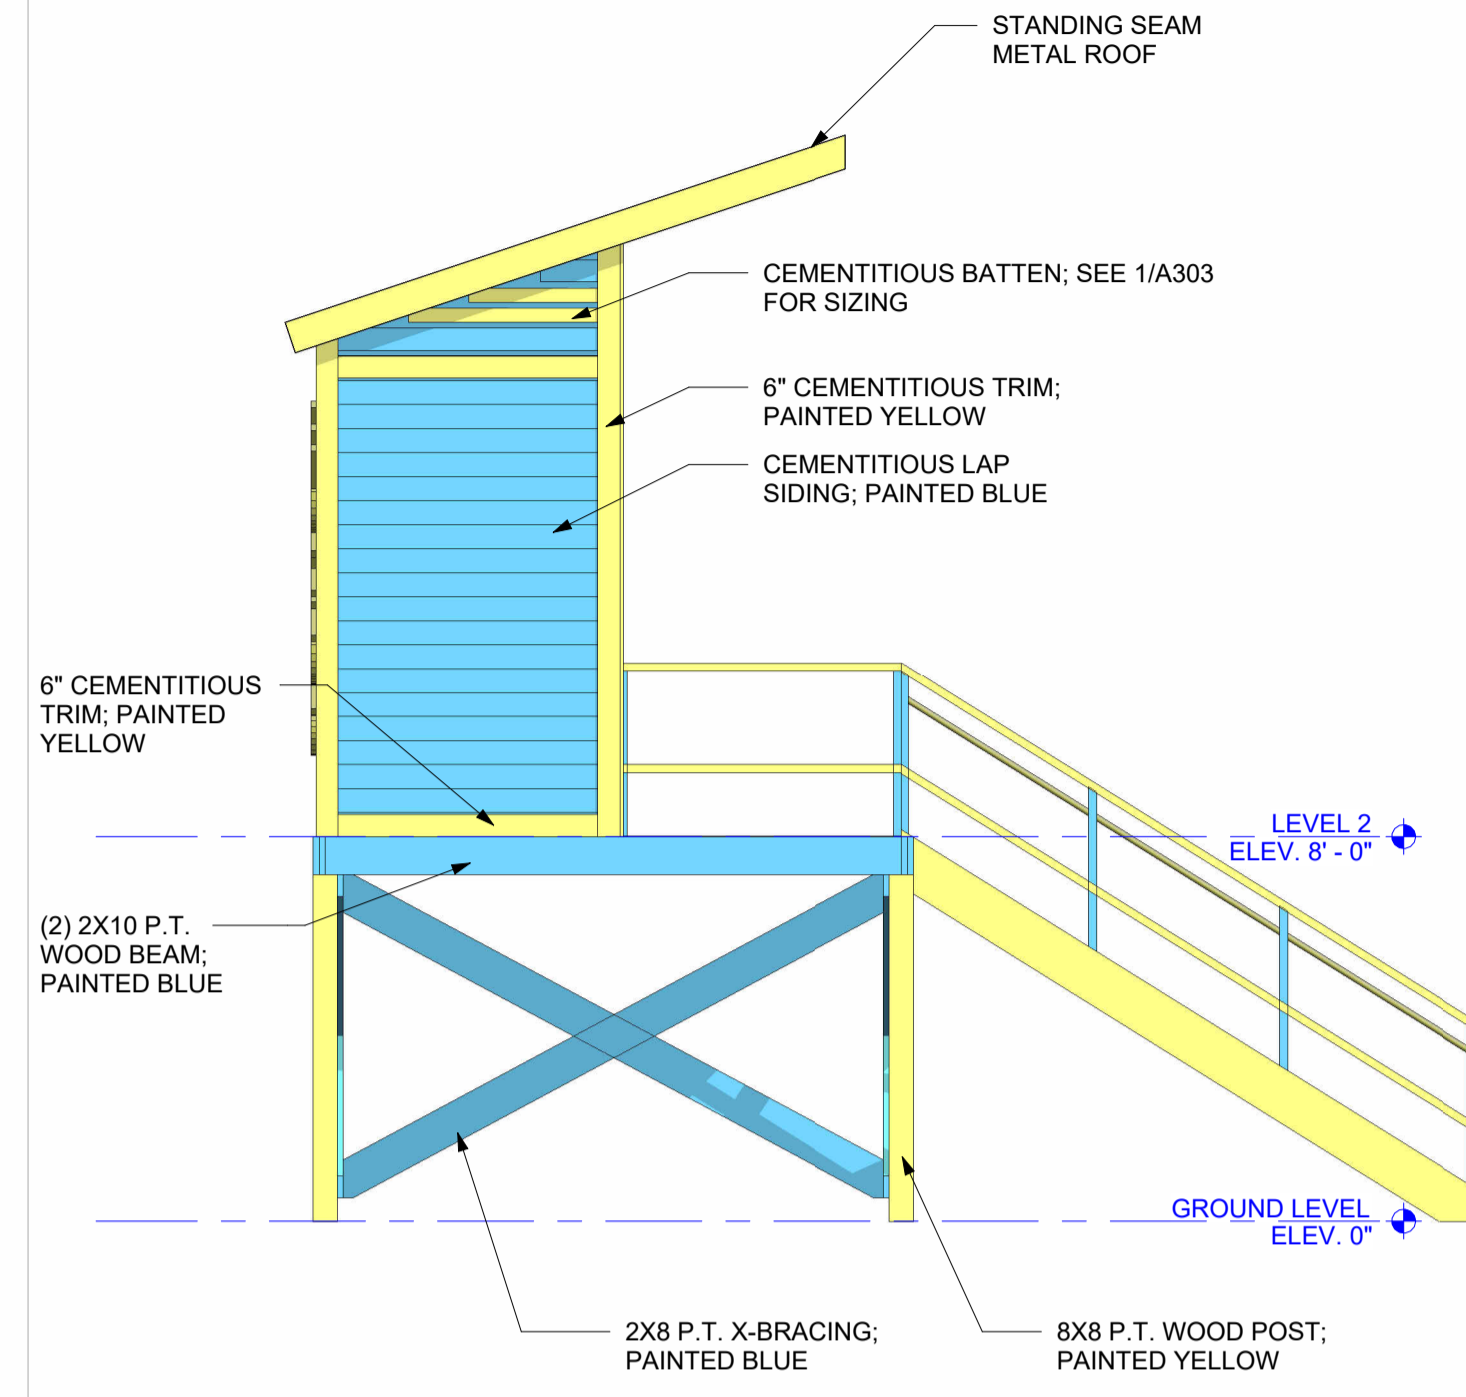 STANDING SEAM
METAL ROOF
CEMENTITIOUS BATTEN; SEE 1/A303
FOR SIZING
6" CEMENTITIOUS TRIM;
PAINTED YELLOW
CEMENTITIOUS LAP
SIDING; PAINTED BLUE
6" CEMENTITIOUS
TRIM; PAINTED
YELLOW
LEVEL 2
ELEV. 8' - 0"
(2) 2X10 P.T.
WOOD BEAM;
PAINTED BLUE
GROUND LEVEL
ELEV. 0"
2X8 P.T. X-BRACING;
PAINTED BLUE
8X8 P.T. WOOD POST;
PAINTED YELLOW